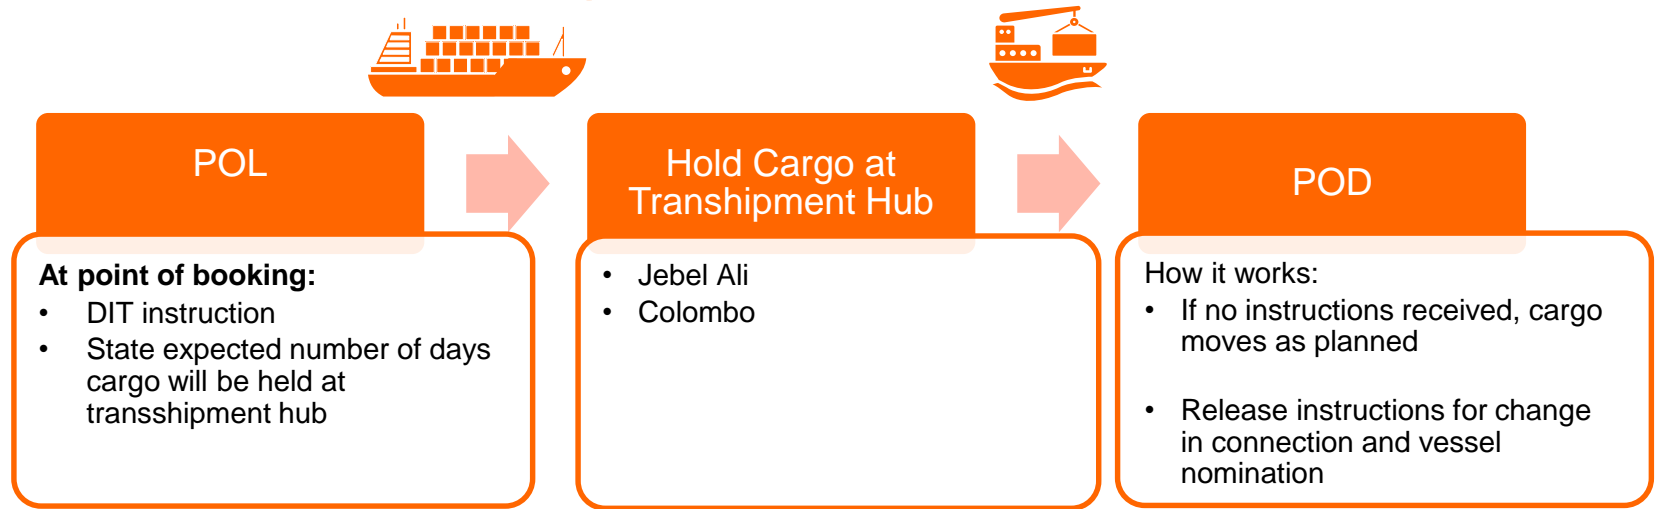 POL
At point of booking:
• DIT instruction
• State expected number of days
cargo will be held at
transshipment hub
Hold Cargo at
Transhipment Hub
• Jebel Ali
• Colombo
POD
How it works:
• If no instructions received, cargo
moves as planned
• Release instructions for change
in connection and vessel
nomination